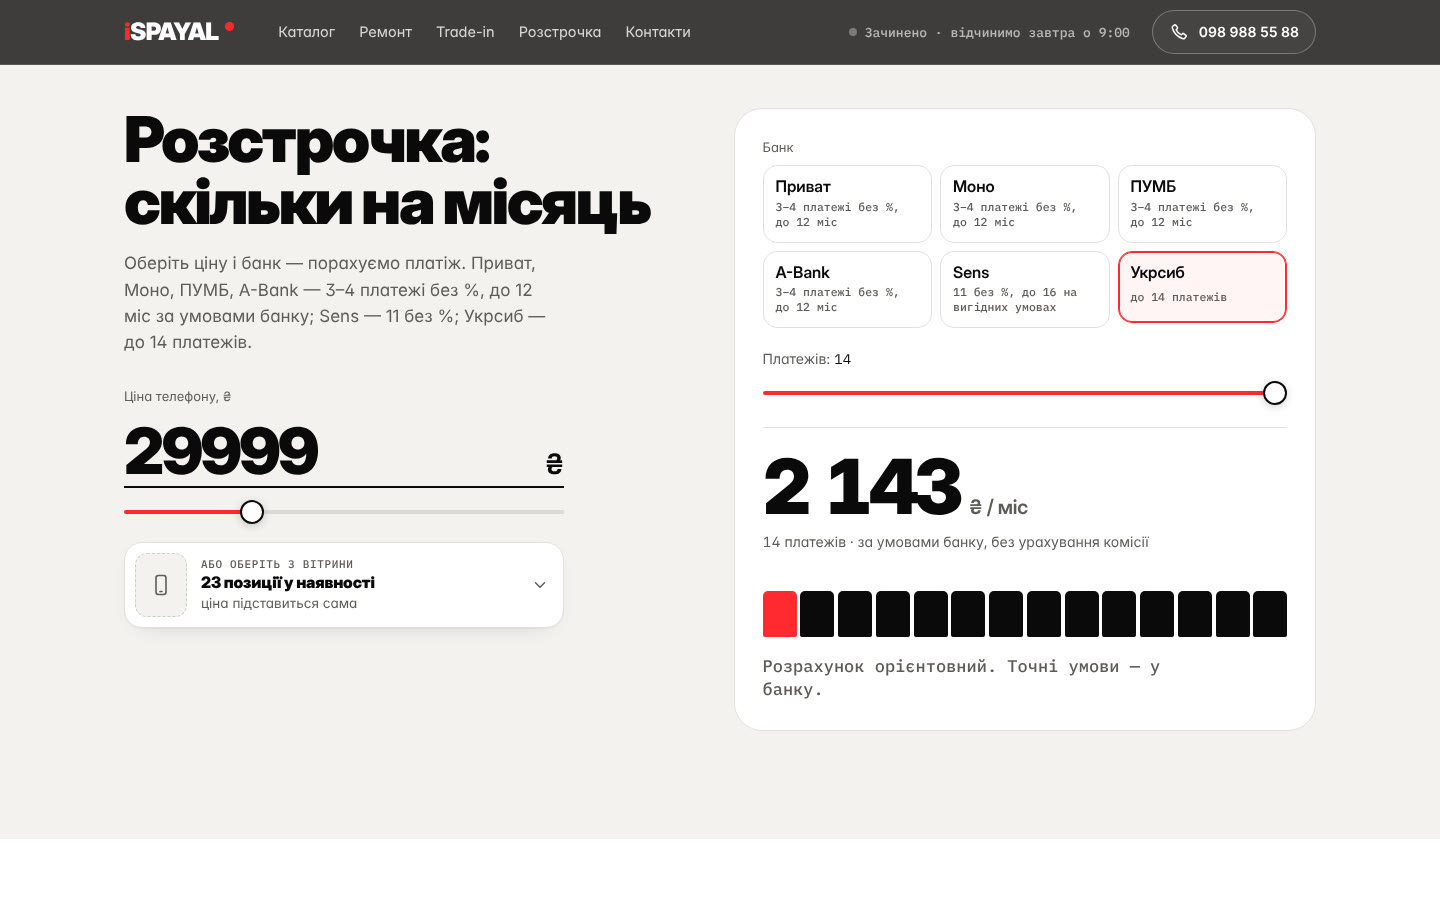 iSPAYAL
Каталог
Ремонт
Trade-in
Розстрочка
Контакти
Зачинено · відчинимо завтра о 9:00
098 988 55 88
Розстрочка:
скільки на місяць
Оберіть ціну і банк — порахуємо платіж. Приват,
Моно, ПУМБ, A-Bank — 3–4 платежі без %, до 12
міс за умовами банку; Sens — 11 без %; Укрсиб —
до 14 платежів.
Ціна телефону, ₴
29999 ₴
АБО ОБЕРІТЬ З ВІТРИНИ
23 позиції у наявності
ціна підставиться сама
Банк
Приват
3–4 платежі без %,
до 12 міс
Моно
3–4 платежі без %,
до 12 міс
ПУМБ
3–4 платежі без %,
до 12 міс
A-Bank
3–4 платежі без %,
до 12 міс
Sens
11 без %, до 16 на
вигідних умовах
Укрсиб
до 14 платежів
Платежів: 14
2 143 ₴ / міс
14 платежів · за умовами банку, без урахування комісії
Розрахунок орієнтовний. Точні умови — у
банку.